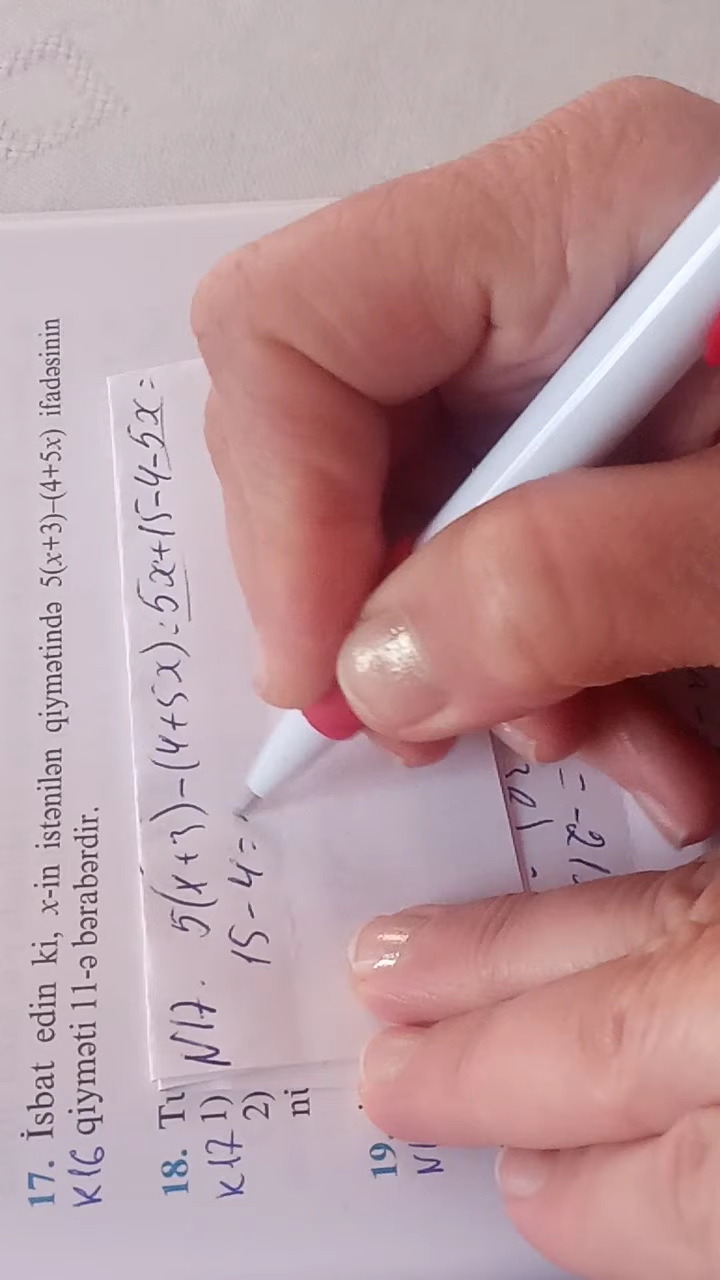 17. İsbat edin ki, x-in istənilən qiymətində 5(x+3)–(4+5x) ifadəsinin
K16 qiyməti 11-ə bərabərdir.
N17. 5(x+3)-(4+5x)=5x+15-4-5x=
15-4=
18.
K17 1)
2)
ni
19.
= -21